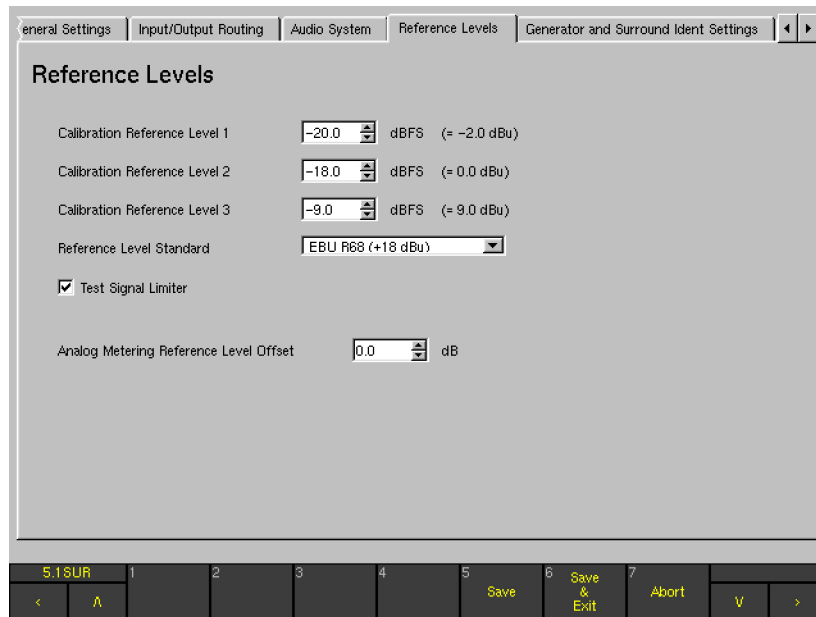 eneral Settings Input/Output Routing Audio System Reference Levels Generator and Surround Ident Settings
Reference Levels
Calibration Reference Level 1 -20.0 dBFS (= -2.0 dBu)
Calibration Reference Level 2 -18.0 dBFS (= 0.0 dBu)
Calibration Reference Level 3 -9.0 dBFS (= 9.0 dBu)
Reference Level Standard EBU R68 (+18 dBu)
Test Signal Limiter
Analog Metering Reference Level Offset 0.0 dB
5.1SUR 1 2 3 4 5 6 7
Save Save & Exit Abort
< Λ V >